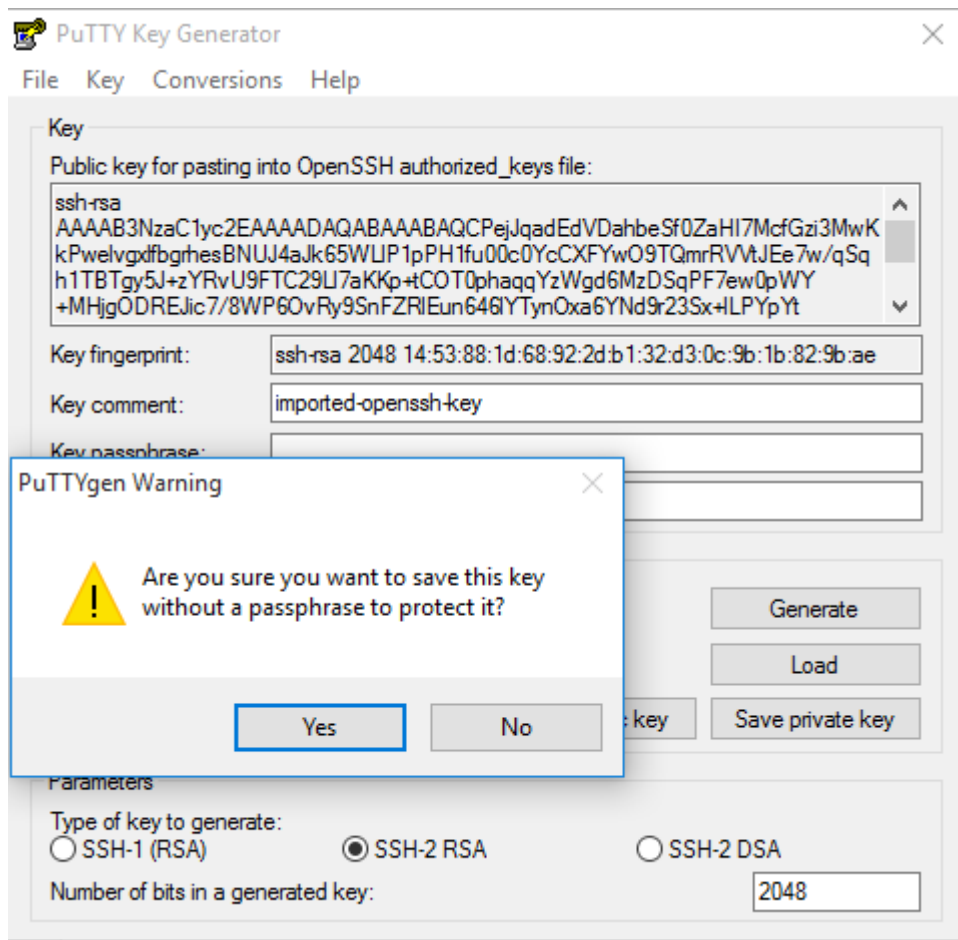 PuTTY Key Generator
File Key Conversions Help
Key
Public key for pasting into OpenSSH authorized_keys file:
ssh-rsa
AAAAB3NzaC1yc2EAAAADAQABAAABAQCPejJqadEdVDahbeSf0ZaHI7McfGzi3MwK
kPwelvgxlfbgrhesBNUJ4aJk65WLIP1pPH1fu00c0YcCXFYwO9TQmrRVVtJEe7w/qSq
h1TBTgy5J+zYRvU9FTC29LI7aKKp+tCOT0phaqqYzWgd6MzDSqPF7ew0pWY
+MHjgODREJic7/8WP6OvRy9SnFZRlEun646lYTynOxa6YNd9r23Sx+ILPYpYt
Key fingerprint: ssh-rsa 2048 14:53:88:1d:68:92:2d:b1:32:d3:0c:9b:1b:82:9b:ae
Key comment: imported-openssh-key
Key passphrase:
PuTTYgen Warning
Are you sure you want to save this key
without a passphrase to protect it?
Yes No
Generate
Load
key Save private key
Parameters
Type of key to generate:
SSH-1 (RSA) SSH-2 RSA SSH-2 DSA
Number of bits in a generated key: 2048